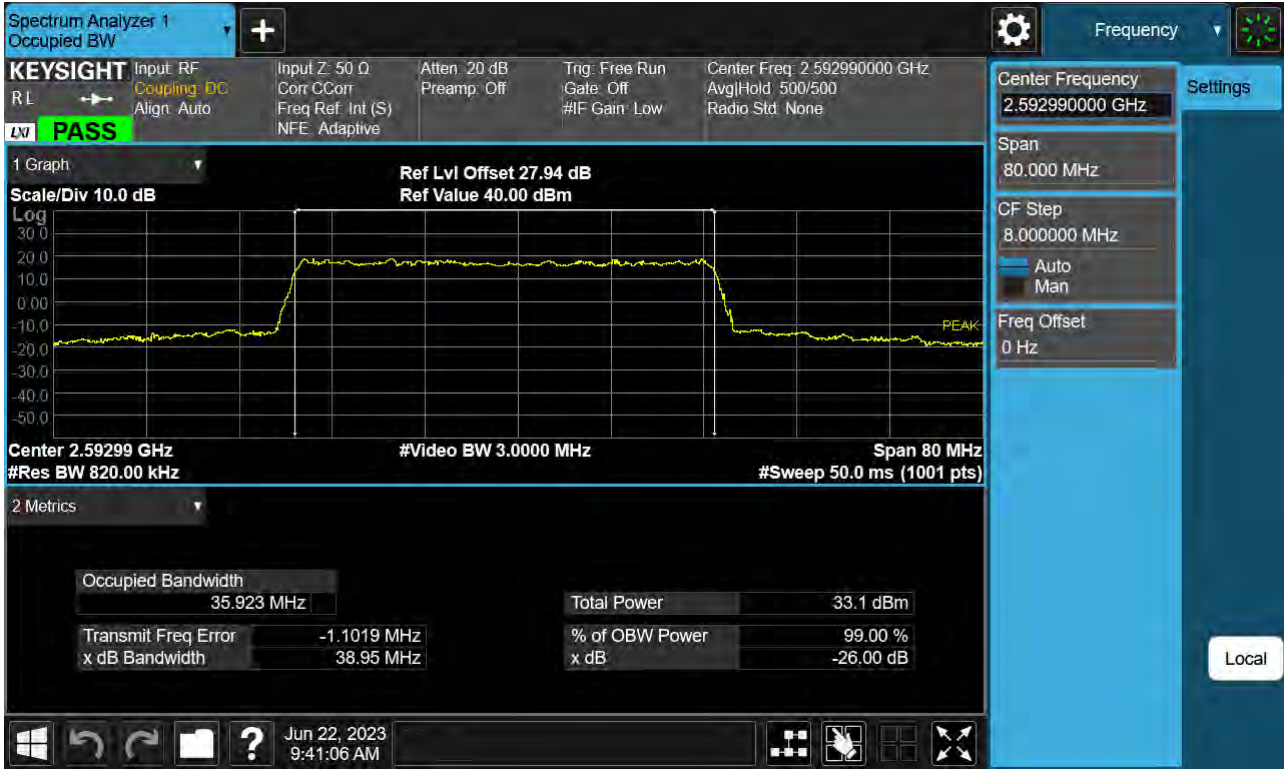 Spectrum Analyzer 1
Occupied BW
Frequency
KEYSIGHT
R L
LXI
PASS
Input: RF
Coupling: DC
Align: Auto
Input Z: 50 Ω
Corr CCorr
Freq Ref: Int (S)
NFE: Adaptive
Atten: 20 dB
Preamp: Off
Trig: Free Run
Gate: Off
#IF Gain: Low
Center Freq: 2.592990000 GHz
Avg|Hold: 500/500
Radio Std: None
1 Graph
Scale/Div 10.0 dB
Ref Lvl Offset 27.94 dB
Ref Value 40.00 dBm
Log
30.0
20.0
10.0
0.00
-10.0
-20.0
-30.0
-40.0
-50.0
PEAK
Center 2.59299 GHz
#Video BW 3.0000 MHz
Span 80 MHz
#Res BW 820.00 kHz
#Sweep 50.0 ms (1001 pts)
2 Metrics
Occupied Bandwidth
35.923 MHz
Total Power 33.1 dBm
Transmit Freq Error -1.1019 MHz
% of OBW Power 99.00 %
x dB Bandwidth 38.95 MHz
x dB -26.00 dB
Center Frequency
2.592990000 GHz
Settings
Span
80.000 MHz
CF Step
8.000000 MHz
Auto
Man
Freq Offset
0 Hz
Local
?
Jun 22, 2023
9:41:06 AM